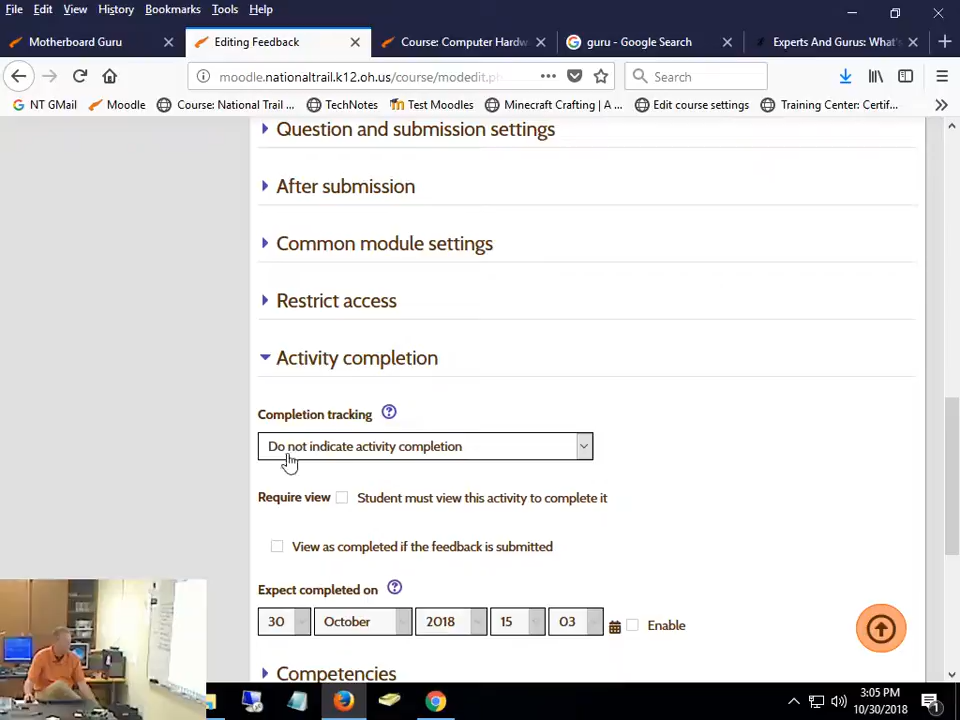 File Edit View History Bookmarks Tools Help
Motherboard Guru
Editing Feedback
Course: Computer Hardw
guru - Google Search
Experts And Gurus: What's
moodle.nationaltrail.k12.oh.us/course/modedit.ph
Search
NT GMail
Moodle
Course: National Trail ...
TechNotes
Test Moodles
Minecraft Crafting | A ...
Edit course settings
Training Center: Certif...
Question and submission settings
After submission
Common module settings
Restrict access
Activity completion
Completion tracking
Do not indicate activity completion
Require view Student must view this activity to complete it
View as completed if the feedback is submitted
Expect completed on
30 October 2018 15 03 Enable
Competencies
3:05 PM
10/30/2018
1